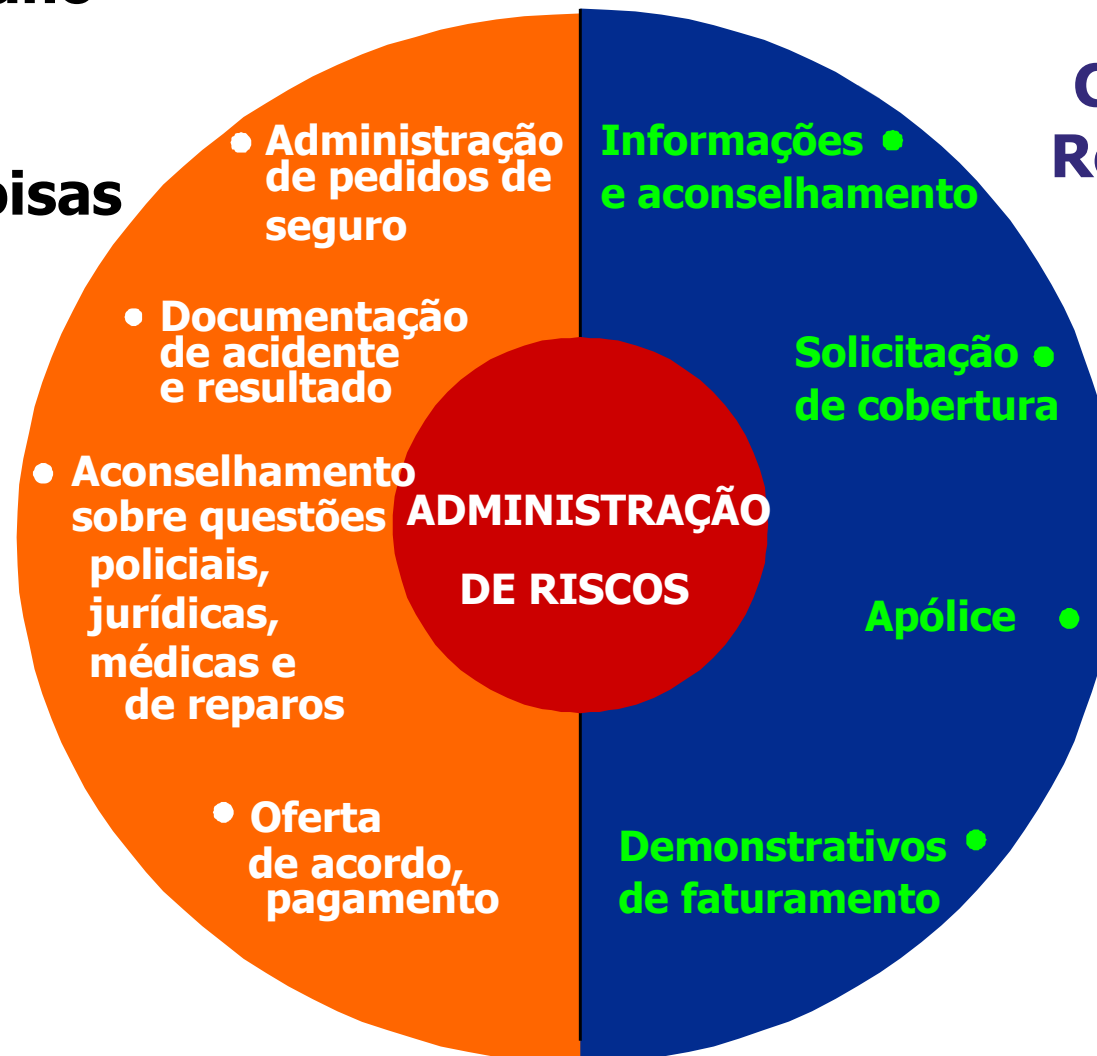 • Administração
de pedidos de
seguro
• Documentação
de acidente
e resultado
• Aconselhamento
sobre questões
policiais,
jurídicas,
médicas e
de reparos
• Oferta
de acordo,
pagamento
ADMINISTRAÇÃO
DE RISCOS
Informações •
e aconselhamento
Solicitação •
de cobertura
Apólice •
Demonstrativos •
de faturamento